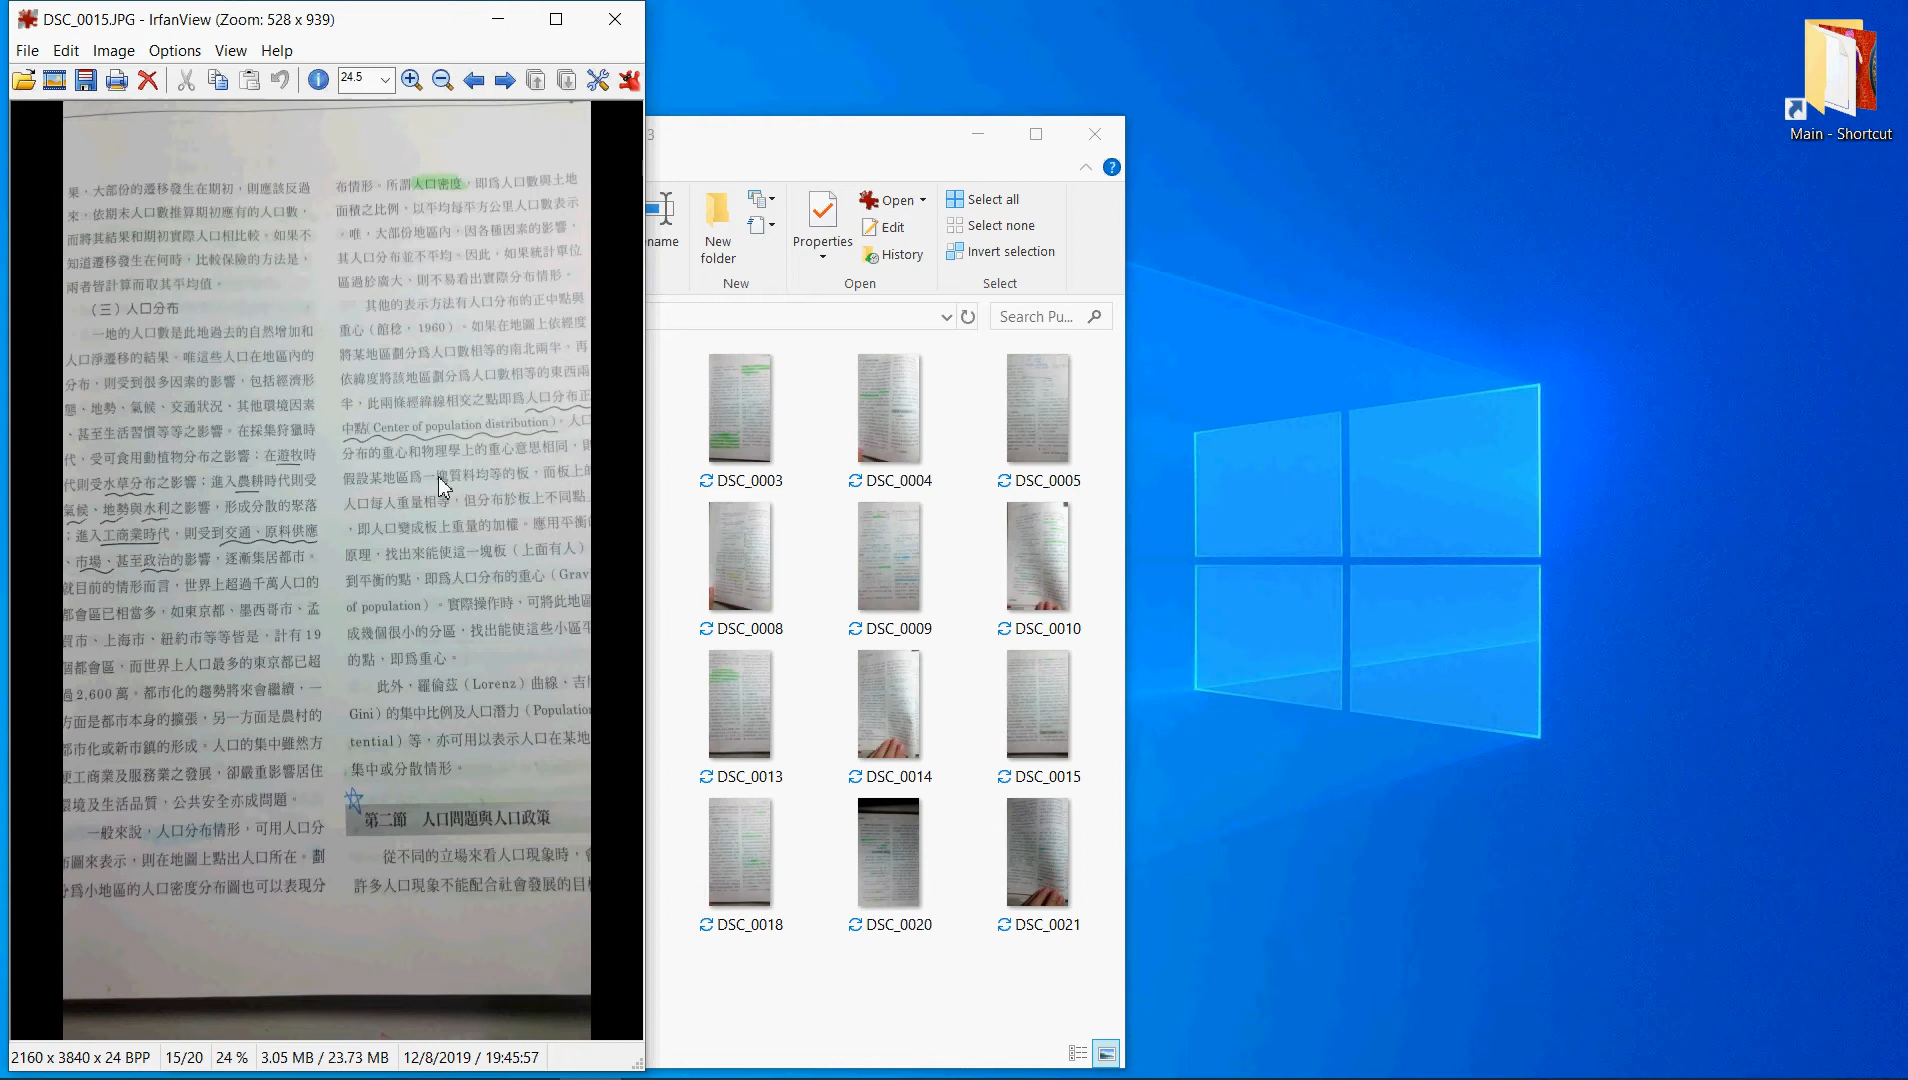 DSC_0015.JPG - IrfanView (Zoom: 528 x 939)
File Edit Image Options View Help
24.5
果，大部份的遷移發生在期初，則應該反過
來，依期末人口數推算期初應有的人口數，
而將其結果和期初實際人口相比較。如果不
知道遷移發生在何時，比較保險的方法是，
兩者皆計算而取其平均值。
（三）人口分布
一地的人口數是此地過去的自然增加和
人口淨遷移的結果。唯這些人口在地區內的
分布，則受到很多因素的影響，包括經濟形
態、地勢，氣候、交通狀況、其他環境因素
、甚至生活習慣等等之影響。在採集狩獵時
代，受可食用動植物分布之影響；在遊牧時
代則受水草分布之影響；進入農耕時代則受
氣候、地勢與水利之影響，形成分散的聚落
；進入工商業時代，則受到交通、原料供應
、市場、甚至政治的影響，逐漸集居都市。
就目前的情形而言，世界上超過千萬人口的
都會區已相當多，如東京都、墨西哥市、孟
買市、上海市、紐約市等等皆是，計有19
個都會區，而世界上人口最多的東京都已超
過2,600萬。都市化的趨勢將來會繼續，一
方面是都市本身的擴張，另一方面是農村的
都市化或新市鎮的形成。人口的集中雖然方
便工商業及服務業之發展，卻嚴重影響居住
環境及生活品質，公共安全亦成問題。
一般來說，人口分布情形，可用人口分
布圖來表示，則在地圖上點出人口所在。劃
分爲小地區的人口密度分布圖也可以表現分
布情形。所謂人口密度，即爲人口數與土地
面積之比例，以平均每平方公里人口數表示
。唯，大部份地區內，因各種因素的影響，
其人口分布並不平均。因此，如果統計單位
區過於廣大、則不易看出實際分布情形。
其他的表示方法有人口分布的正中點與
重心（館稔，1960）。如果在地圖上依經度
將某地區劃分爲人口數相等的南北兩半，再
依緯度將該地區劃分爲人口數相等的東西兩
半，此兩條經緯線相交之點即爲人口分布正
中點(Center of population distribution)。人口
分布的重心和物理學上的重心意思相同，則
假設某地區爲一塊質料均等的板，而板上的
人口每人重量相等，但分布於板上不同點
，即人口變成板上重量的加權。應用平衡
原理，找出來能使這一塊板（上面有人）
到平衡的點，即爲人口分布的重心（Grav
of population）。實際操作時，可將此地區
成幾個很小的分區，找出能使這些小區平
的點，即爲重心。
此外，羅倫茲（Lorenz）曲線、吉
Gini）的集中比例及人口潛力（Population
tential）等，亦可用以表示人口在某地
集中或分散情形。
第二節 人口問題與人口政策
從不同的立場來看人口現象時，會
許多人口現象不能配合社會發展的目
2160 x 3840 x 24 BPP 15/20 24 % 3.05 MB / 23.73 MB 12/8/2019 / 19:45:57
3
name
New folder
New
Properties
Open
Edit
History
Open
Select all
Select none
Invert selection
Select
Search Pu...
DSC_0003 DSC_0004 DSC_0005
DSC_0008 DSC_0009 DSC_0010
DSC_0013 DSC_0014 DSC_0015
DSC_0018 DSC_0020 DSC_0021
Main - Shortcut